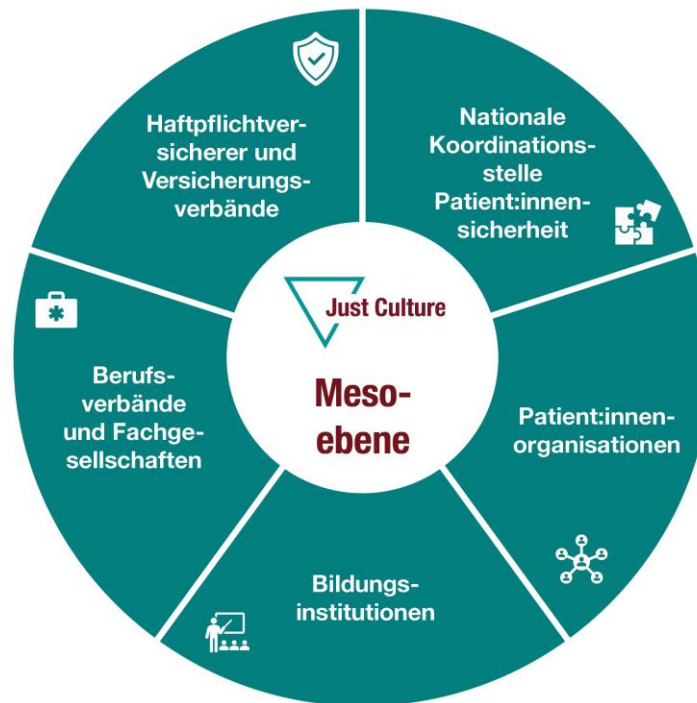 Haftpflichtver-
sicherer und
Versicherungs-
verbände
Nationale
Koordinations-
stelle
Patient:innen-
sicherheit
Just Culture
Meso-
ebene
Berufs-
verbände
und Fachge-
sellschaften
Patient:innen-
organisationen
Bildungs-
institutionen